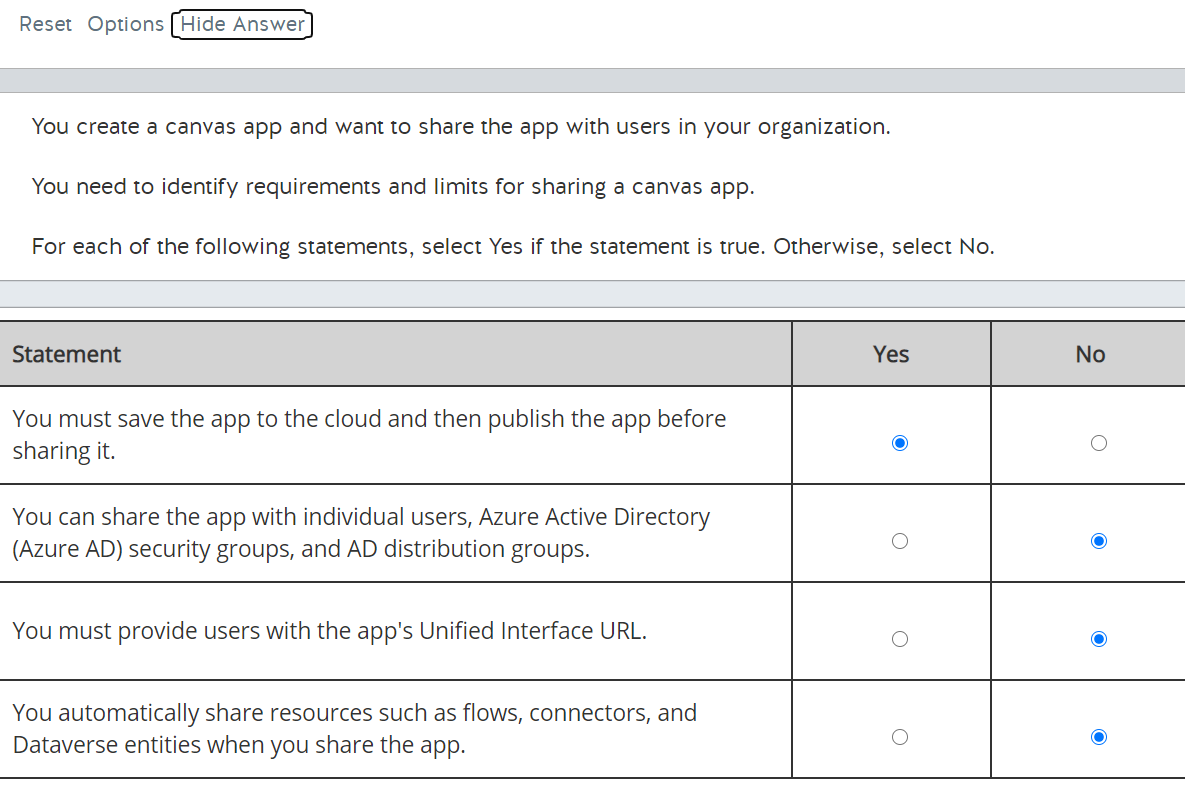 Reset Options Hide Answer
You create a canvas app and want to share the app with users in your organization.
You need to identify requirements and limits for sharing a canvas app.
For each of the following statements, select Yes if the statement is true. Otherwise, select No.
Statement Yes No
You must save the app to the cloud and then publish the app before
sharing it.
You can share the app with individual users, Azure Active Directory
(Azure AD) security groups, and AD distribution groups.
You must provide users with the app's Unified Interface URL.
You automatically share resources such as flows, connectors, and
Dataverse entities when you share the app.